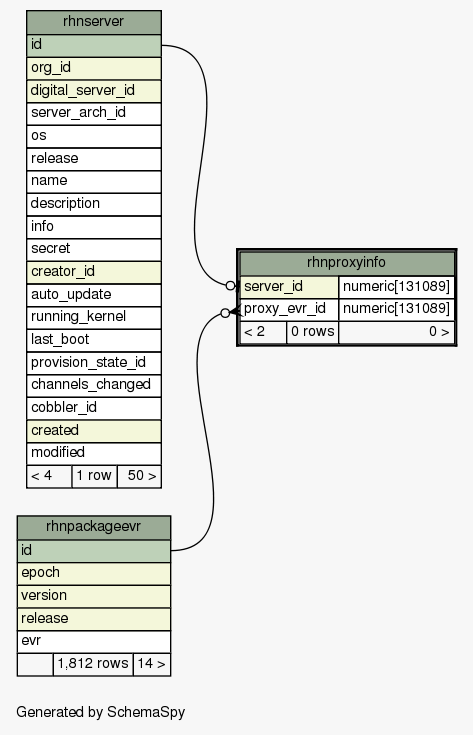 rhnserver
id
org_id
digital_server_id
server_arch_id
os
release
name
description
info
secret
creator_id
auto_update
running_kernel
last_boot
provision_state_id
channels_changed
cobbler_id
created
modified
< 4 1 row 50 >
rhnproxyinfo
server_id numeric[131089]
proxy_evr_id numeric[131089]
< 2 0 rows 0 >
rhnpackageevr
id
epoch
version
release
evr
1,812 rows 14 >
Generated by SchemaSpy